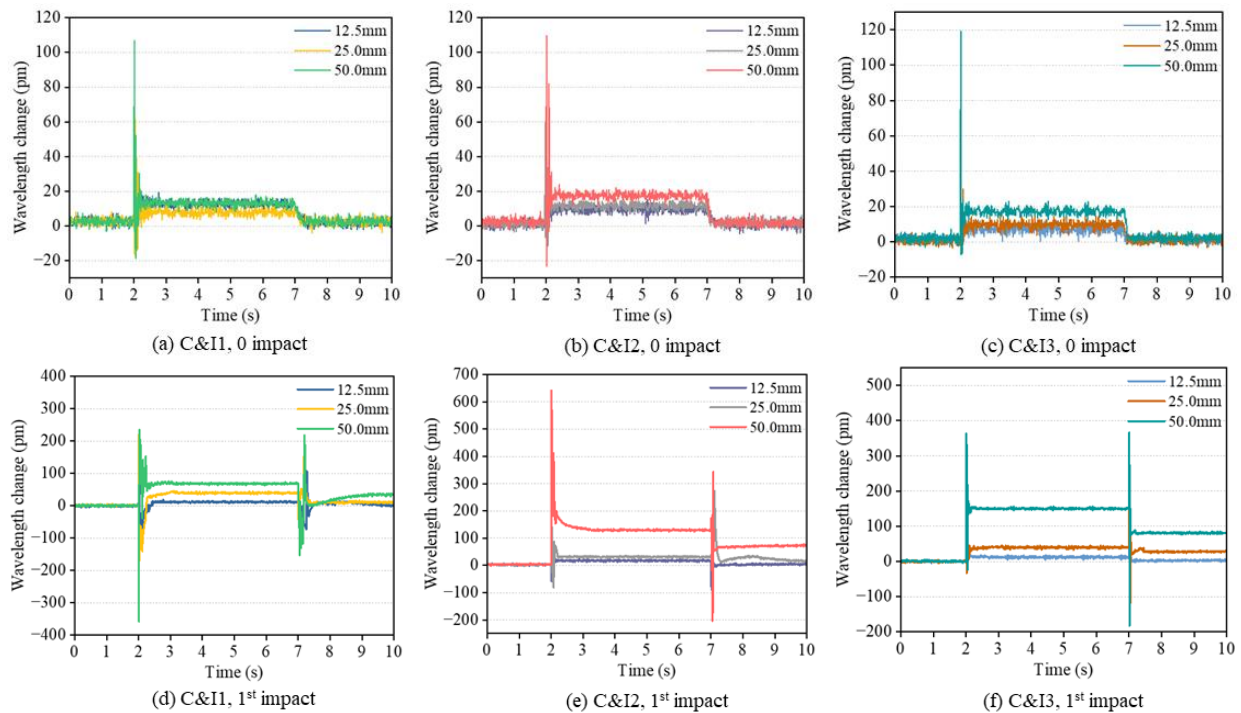 120
100
80
60
40
20
0
−20
Wavelength change (pm)
12.5mm
25.0mm
50.0mm
0 1 2 3 4 5 6 7 8 9 10
Time (s)
(a) C&I1, 0 impact
120
100
80
60
40
20
0
−20
Wavelength change (pm)
12.5mm
25.0mm
50.0mm
0 1 2 3 4 5 6 7 8 9 10
Time (s)
(b) C&I2, 0 impact
120
100
80
60
40
20
0
−20
Wavelength change (pm)
12.5mm
25.0mm
50.0mm
0 1 2 3 4 5 6 7 8 9 10
Time (s)
(c) C&I3, 0 impact
400
300
200
100
0
−100
−200
−300
−400
Wavelength change (pm)
12.5mm
25.0mm
50.0mm
0 1 2 3 4 5 6 7 8 9 10
Time (s)
(d) C&I1, 1st impact
700
600
500
400
300
200
100
0
−100
−200
Wavelength change (pm)
12.5mm
25.0mm
50.0mm
0 1 2 3 4 5 6 7 8 9 10
Time (s)
(e) C&I2, 1st impact
500
400
300
200
100
0
−100
−200
Wavelength change (pm)
12.5mm
25.0mm
50.0mm
0 1 2 3 4 5 6 7 8 9 10
Time (s)
(f) C&I3, 1st impact